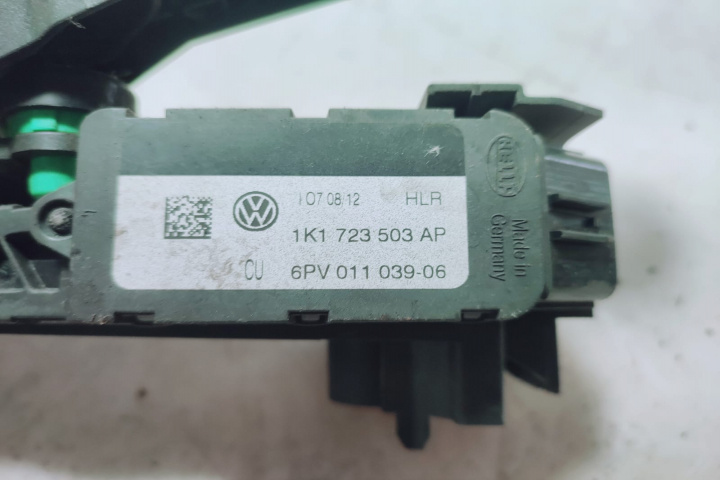 107 08 12 HLR
1K1 723 503 AP
CU 6PV 011 039-06
HELLA
Made in
Germany